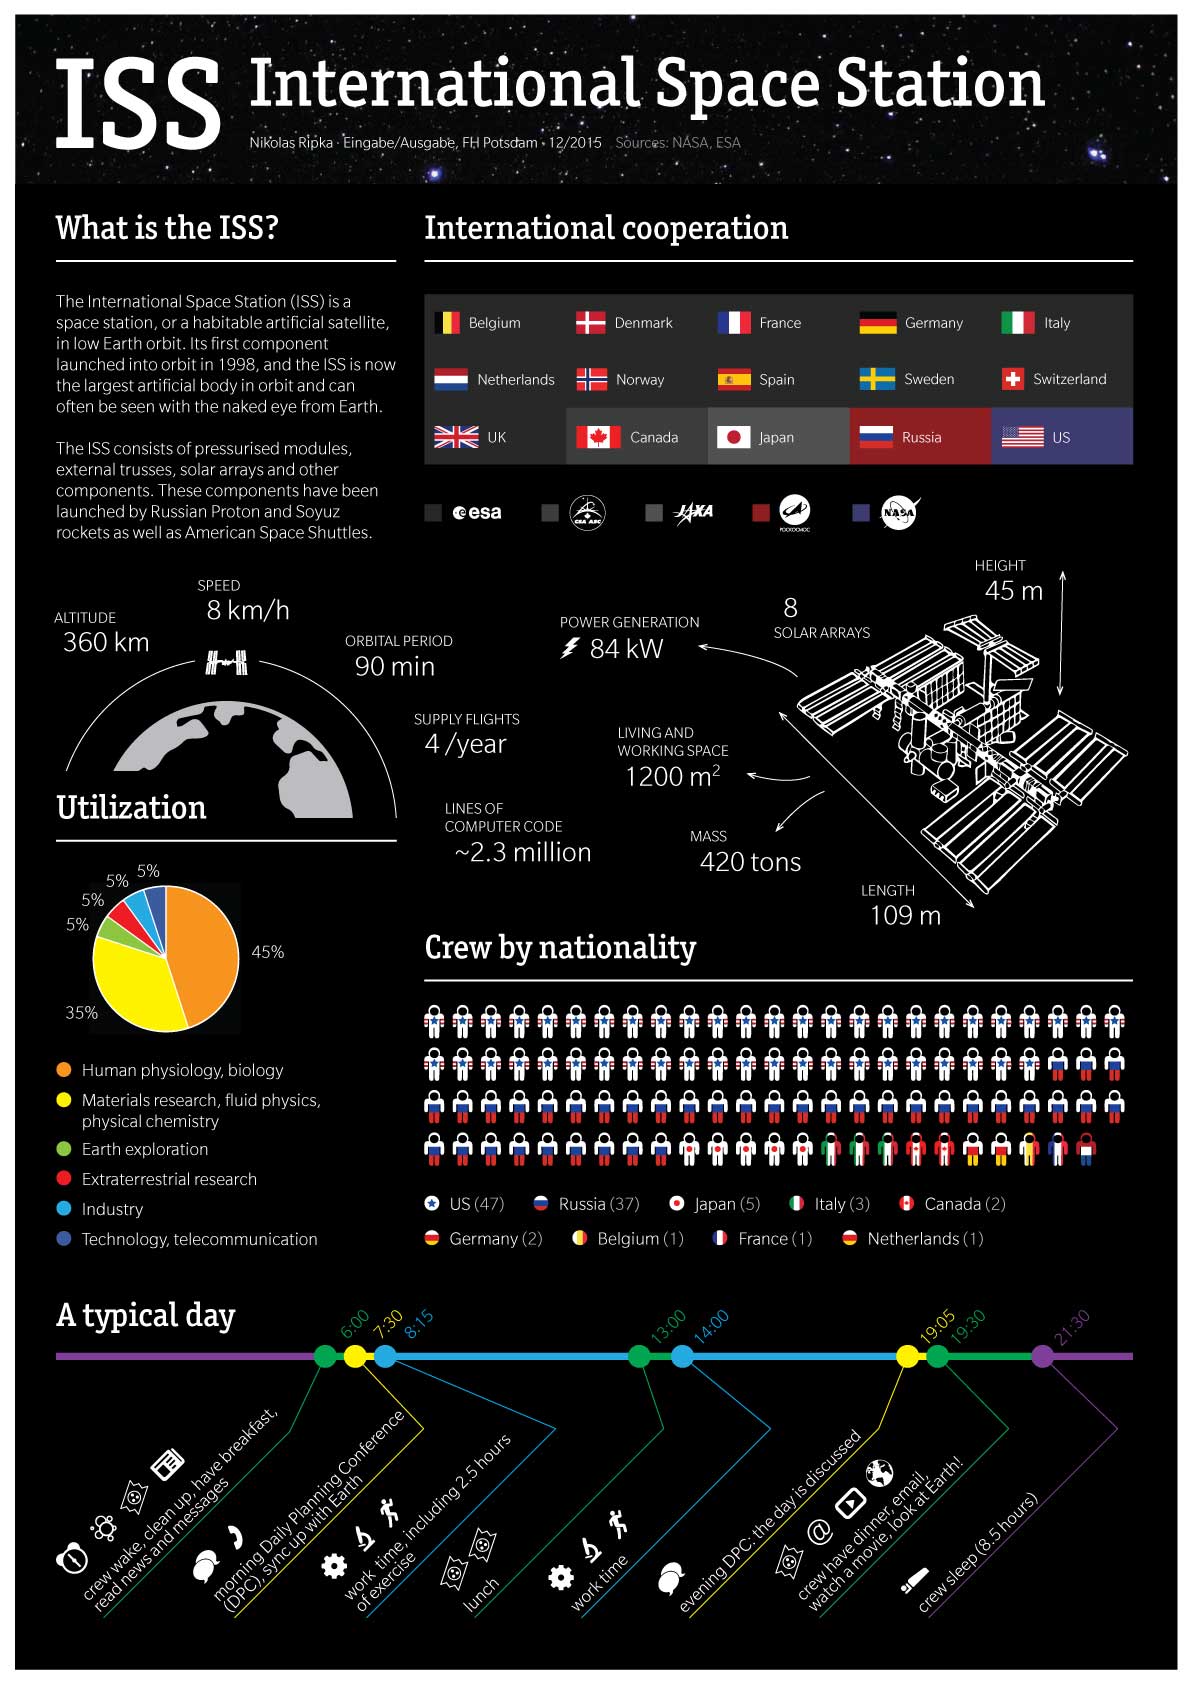 ISS International Space Station
Nikolas Ripka · Eingabe/Ausgabe, FH Potsdam · 12/2015 Sources: NASA, ESA
What is the ISS?
The International Space Station (ISS) is a
space station, or a habitable artificial satellite,
in low Earth orbit. Its first component
launched into orbit in 1998, and the ISS is now
the largest artificial body in orbit and can
often be seen with the naked eye from Earth.
The ISS consists of pressurised modules,
external trusses, solar arrays and other
components. These components have been
launched by Russian Proton and Soyuz
rockets as well as American Space Shuttles.
International cooperation
Belgium Denmark France Germany Italy
Netherlands Norway Spain Sweden Switzerland
UK Canada Japan Russia US
esa CSA ASC JAXA РОСКОСМОС NASA
ALTITUDE
360 km
SPEED
8 km/h
ORBITAL PERIOD
90 min
SUPPLY FLIGHTS
4 /year
LINES OF
COMPUTER CODE
~2.3 million
POWER GENERATION
84 kW
8
SOLAR ARRAYS
HEIGHT
45 m
LIVING AND
WORKING SPACE
1200 m²
MASS
420 tons
LENGTH
109 m
Utilization
5%
5%
5%
5%
45%
35%
Human physiology, biology
Materials research, fluid physics,
physical chemistry
Earth exploration
Extraterrestrial research
Industry
Technology, telecommunication
Crew by nationality
US (47) Russia (37) Japan (5) Italy (3) Canada (2)
Germany (2) Belgium (1) France (1) Netherlands (1)
A typical day
6:00
7:30
8:15
13:00
14:00
19:05
19:30
21:30
crew wake, clean up, have breakfast,
read news and messages
morning Daily Planning Conference
(DPC), sync up with Earth
work time, including 2.5 hours
of exercise
lunch
work time
evening DPC: the day is discussed
crew have dinner, email,
watch a movie, look at Earth!
crew sleep (8.5 hours)